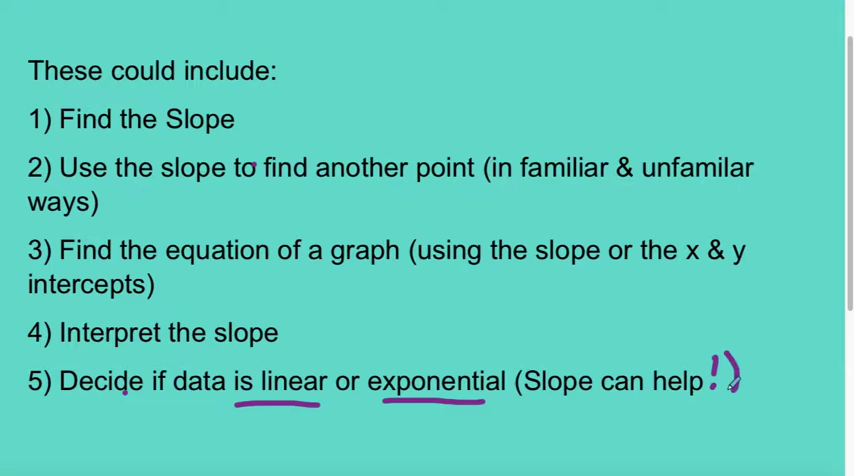 These could include:
1) Find the Slope
2) Use the slope to find another point (in familiar & unfamilar
ways)
3) Find the equation of a graph (using the slope or the x & y
intercepts)
4) Interpret the slope
5) Decide if data is linear or exponential (Slope can help!)